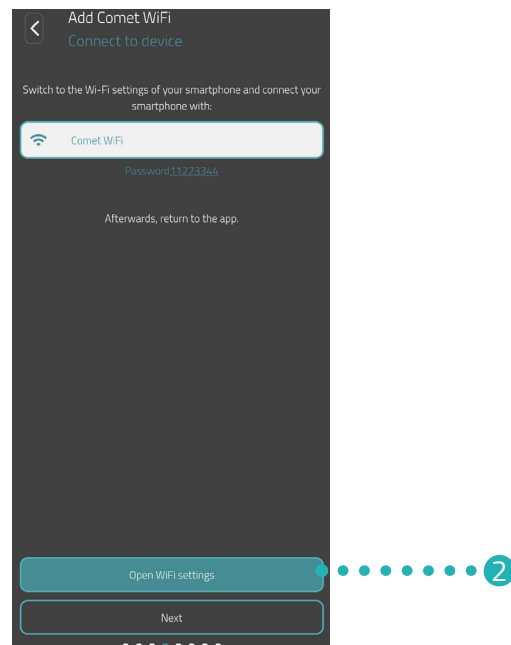 Add Comet WiFi
Connect to device
Switch to the Wi-Fi settings of your smartphone and connect your
smartphone with:
Comet WiFi
Password11223344
Afterwards, return to the app.
Open WiFi settings
2
Next